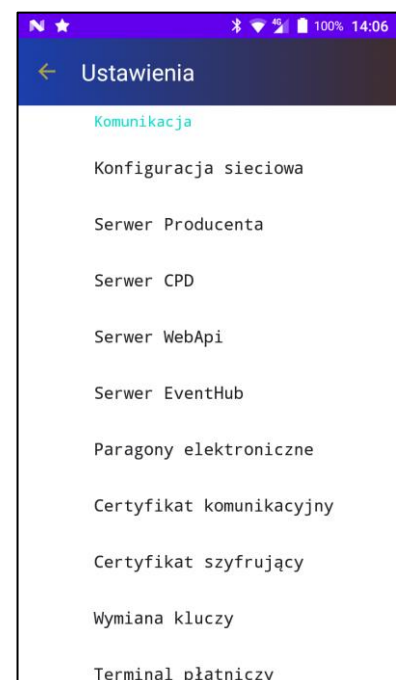 4G 100% 14:06
Ustawienia
Komunikacja
Konfiguracja sieciowa
Serwer Producenta
Serwer CPD
Serwer WebApi
Serwer EventHub
Paragony elektroniczne
Certyfikat komunikacyjny
Certyfikat szyfrujący
Wymiana kluczy
Terminal płatniczy